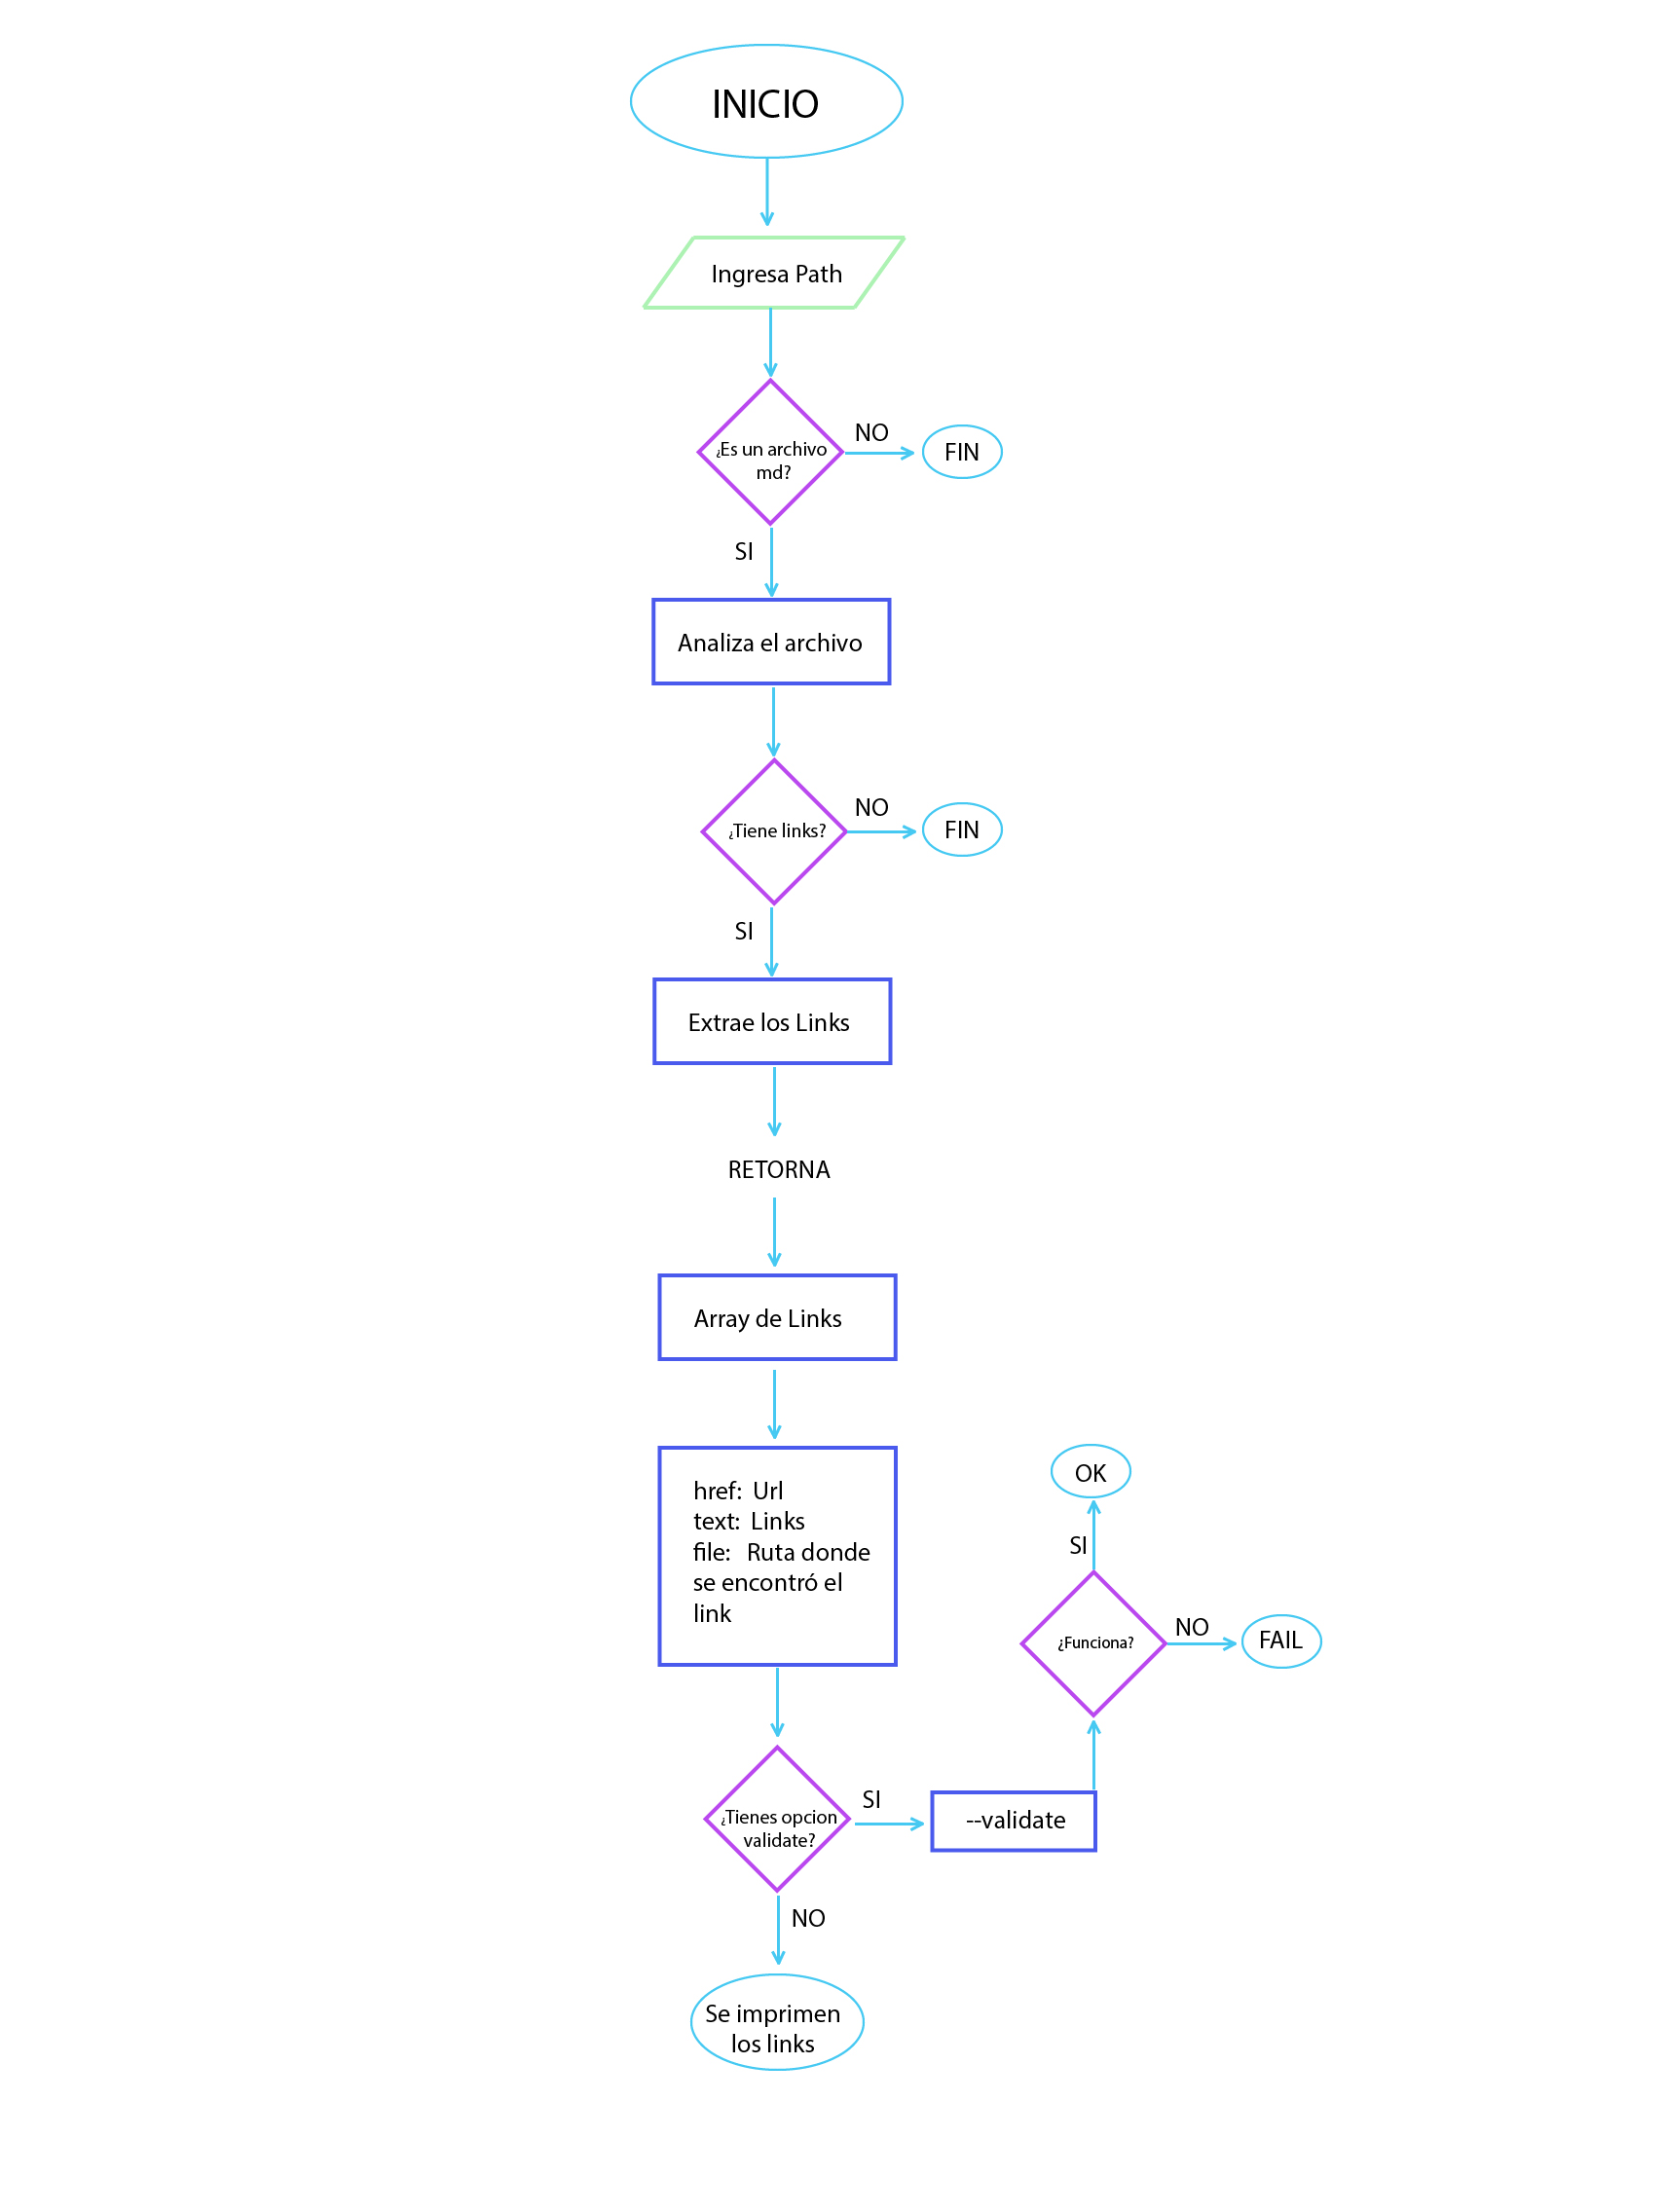 INICIO
Ingresa Path
¿Es un archivo
md?
NO
FIN
SI
Analiza el archivo
¿Tiene links?
NO
FIN
SI
Extrae los Links
RETORNA
Array de Links
href:  Url
text:  Links
file:   Ruta donde
se encontró el
link
¿Tienes opcion
validate?
SI
--validate
¿Funciona?
SI
OK
NO
FAIL
NO
Se imprimen
los links